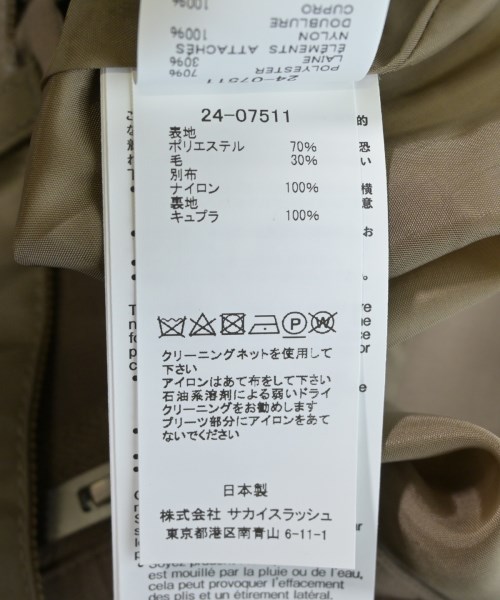 100%
CUPRO
DOUBLURE
100%
NYLON
ÉLÉMENTS ATTACHÉS
30%
LAINE
70%
POLYESTER
24-07511
24-07511
表地
ポリエステル 70%
毛 30%
別布
ナイロン 100%
裏地
キュプラ 100%
クリーニングネットを使用して
下さい
アイロンはあて布をして下さい
石油系溶剤による弱いドライ
クリーニングをお勧めします
プリーツ部分にアイロンをあて
ないでください
日本製
株式会社 サカイスラッシュ
東京都港区南青山 6-11-1
est mouillé par la pluie ou de l'eau,
cela peut provoquer l'effacement
des plis et un étirement latéral.